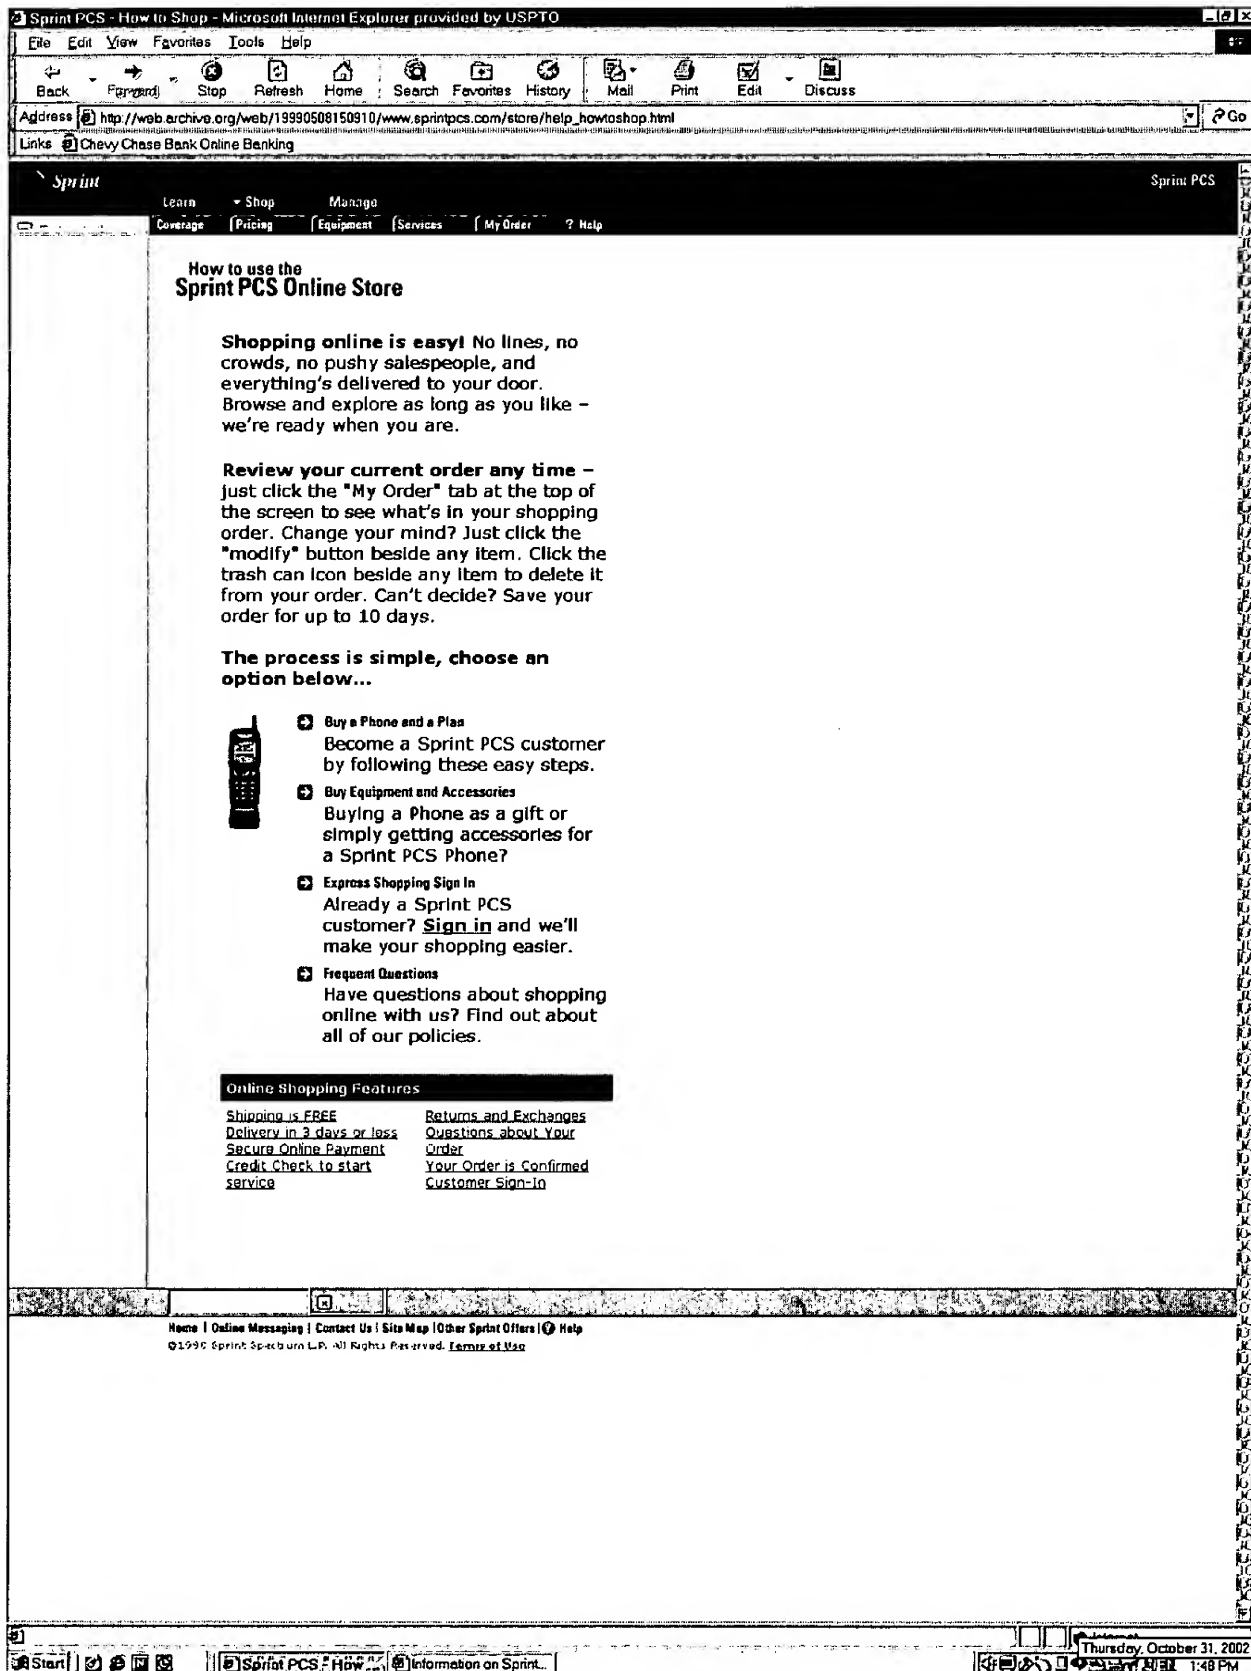 Sprint PCS - How to Shop - Microsoft Internet Explorer provided by USPTO
File Edit View Favorites Tools Help
Back Forward Stop Refresh Home Search Favorites History Mail Print Edit Discuss
Address http://web.archive.org/web/19990508150910/www.sprintpcs.com/store/help_howtoshop.html Go
Links Chevy Chase Bank Online Banking
Sprint Sprint PCS
Learn Shop Manage
Coverage Pricing Equipment Services My Order ? Help
How to use the
Sprint PCS Online Store
Shopping online is easy! No lines, no
crowds, no pushy salespeople, and
everything's delivered to your door.
Browse and explore as long as you like –
we're ready when you are.
Review your current order any time –
just click the "My Order" tab at the top of
the screen to see what's in your shopping
order. Change your mind? Just click the
"modify" button beside any item. Click the
trash can icon beside any item to delete it
from your order. Can't decide? Save your
order for up to 10 days.
The process is simple, choose an
option below...
Buy a Phone and a Plan
Become a Sprint PCS customer
by following these easy steps.
Buy Equipment and Accessories
Buying a Phone as a gift or
simply getting accessories for
a Sprint PCS Phone?
Express Shopping Sign In
Already a Sprint PCS
customer? Sign in and we'll
make your shopping easier.
Frequent Questions
Have questions about shopping
online with us? Find out about
all of our policies.
Online Shopping Features
Shipping is FREE
Delivery in 3 days or less
Secure Online Payment
Credit Check to start
service
Returns and Exchanges
Questions about Your
Order
Your Order is Confirmed
Customer Sign-In
Home | Online Messaging | Contact Us | Site Map | Other Sprint Offers | Help
Sprint Spectrum L.P. All Rights Reserved. Terms of Use
Thursday, October 31, 2002
Start Sprint PCS - How ... Information on Sprint... 1:48 PM